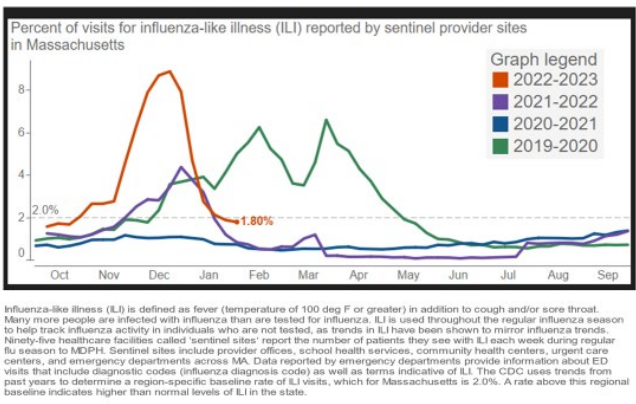 Percent of visits for influenza-like illness (ILI) reported by sentinel provider sites
in Massachusetts
Graph legend
2022-2023
2021-2022
2020-2021
2019-2020
8
6
4
2.0%
2
1.80%
0
Oct Nov Dec Jan Feb Mar Apr May Jun Jul Aug Sep
Influenza-like illness (ILI) is defined as fever (temperature of 100 deg F or greater) in addition to cough and/or sore throat.
Many more people are infected with influenza than are tested for influenza. ILI is used throughout the regular influenza season
to help track influenza activity in individuals who are not tested, as trends in ILI have been shown to mirror influenza trends.
Ninety-five healthcare facilities called 'sentinel sites' report the number of patients they see with ILI each week during regular
flu season to MDPH. Sentinel sites include provider offices, school health services, community health centers, urgent care
centers, and emergency departments across MA. Data reported by emergency departments provide information about ED
visits that include diagnostic codes (influenza diagnosis code) as well as terms indicative of ILI. The CDC uses trends from
past years to determine a region-specific baseline rate of ILI visits, which for Massachusetts is 2.0%. A rate above this regional
baseline indicates higher than normal levels of ILI in the state.